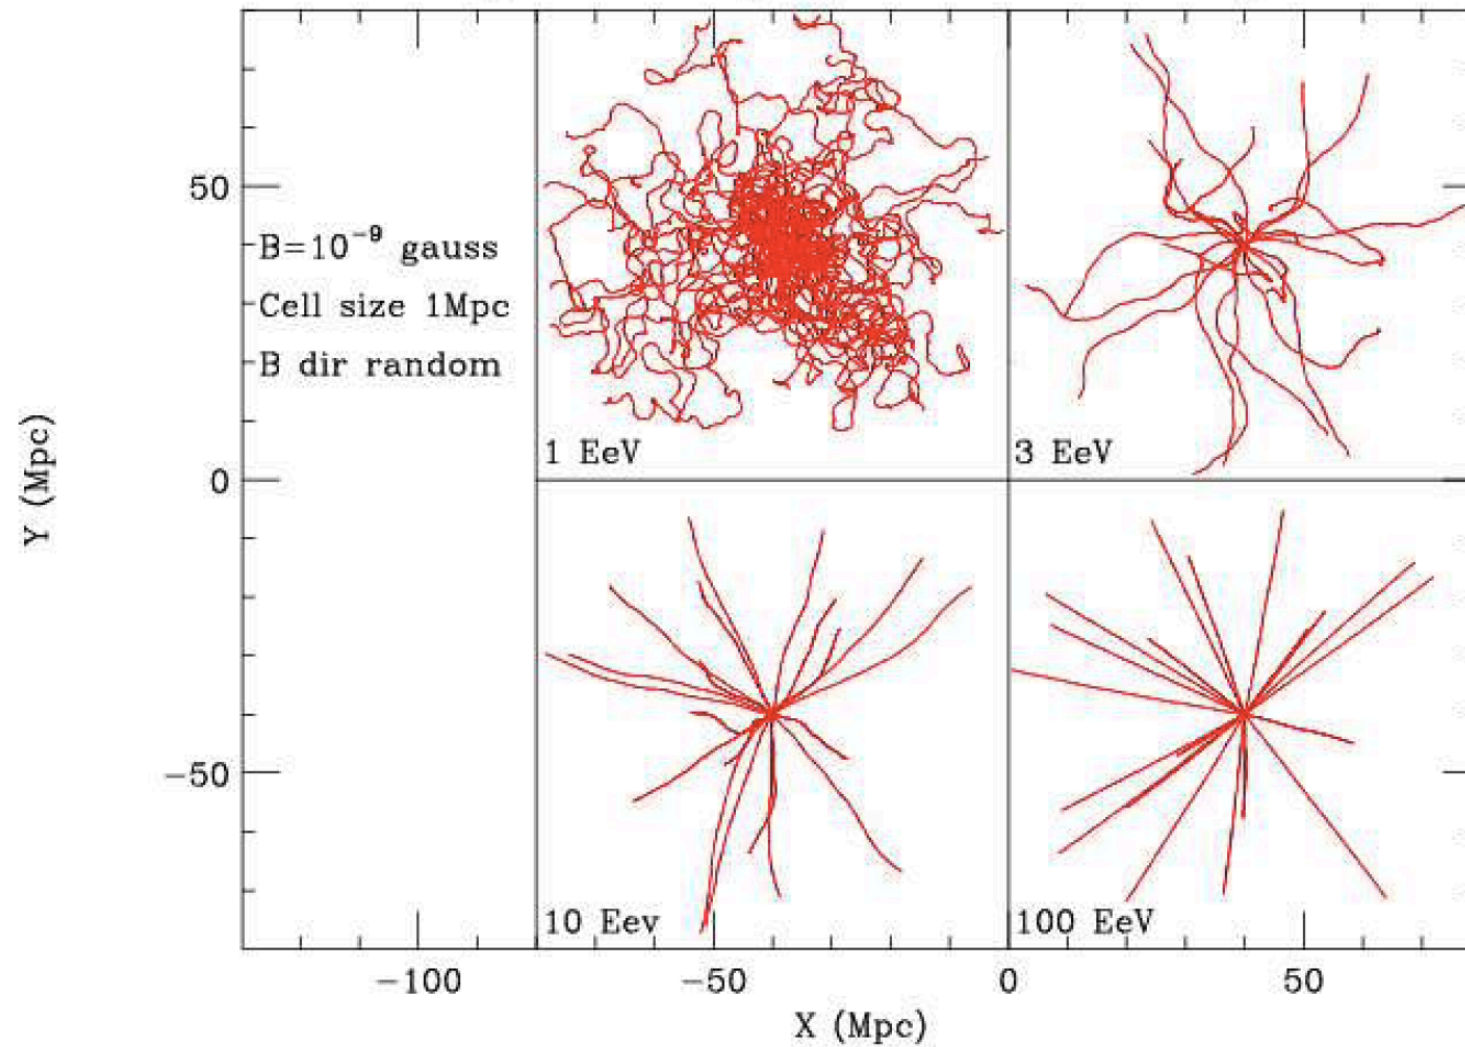 50
B=10⁻⁹ gauss
Cell size 1Mpc
B dir random
1 EeV
3 EeV
Y (Mpc)
0
-50
10 Eev
100 EeV
-100
-50
0
50
X (Mpc)